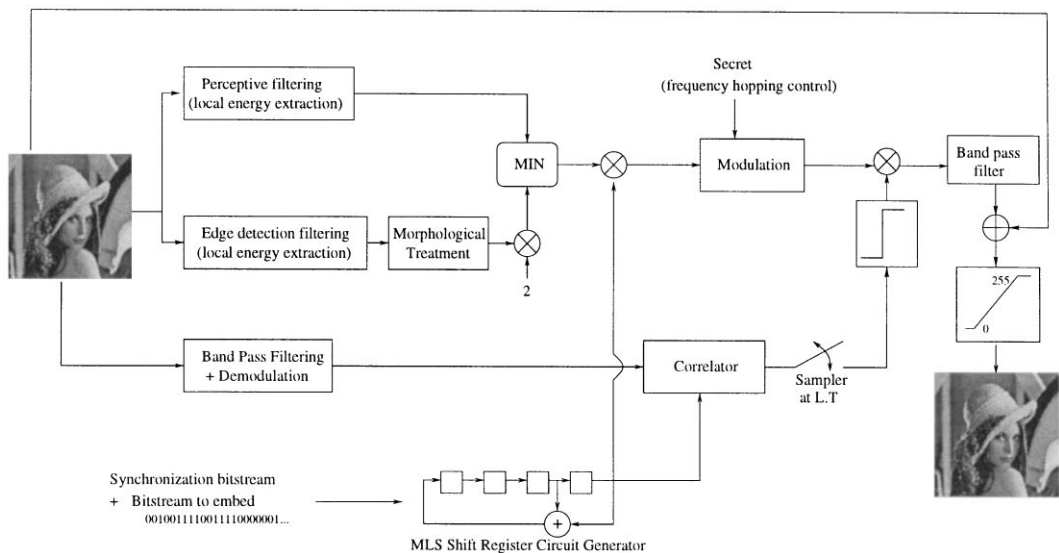 Secret
(frequency hopping control)
Perceptive filtering
(local energy extraction)
MIN
Modulation
Band pass
filter
Edge detection filtering
(local energy extraction)
Morphological
Treatment
2
255
0
Band Pass Filtering
+ Demodulation
Correlator
Sampler
at L.T
Synchronization bitstream
+ Bitstream to embed
0010011110011110000001...
+
MLS Shift Register Circuit Generator